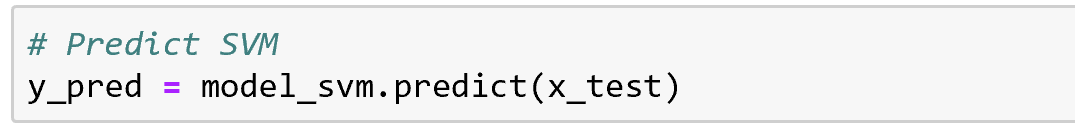 # Predict SVM
y_pred = model_svm.predict(x_test)